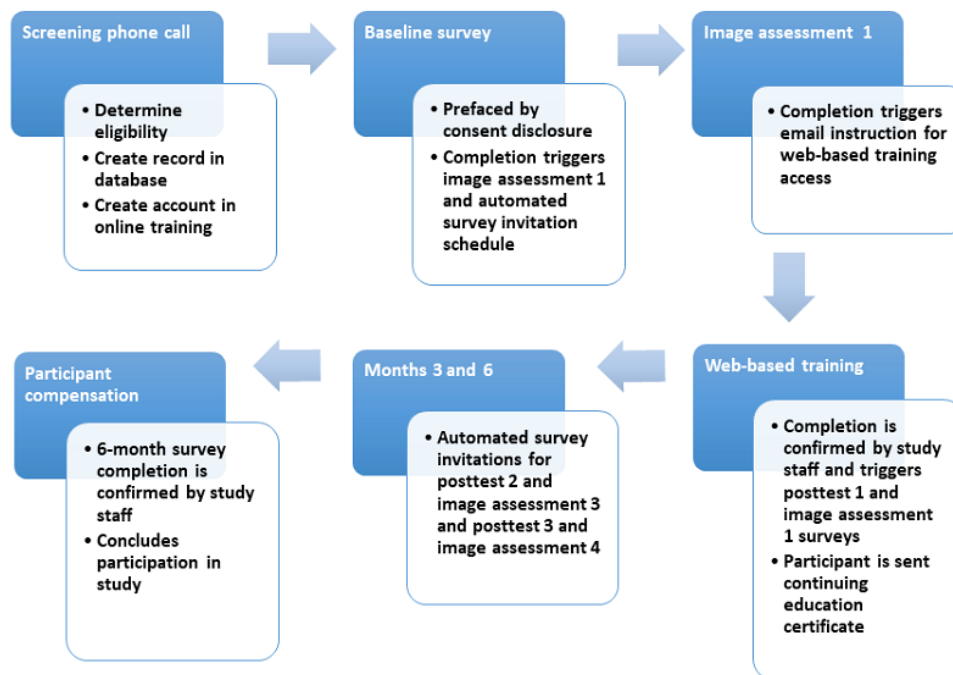 Screening phone call
• Determine
eligibility
• Create record in
database
• Create account in
online training
Baseline survey
• Prefaced by
consent disclosure
• Completion triggers
image assessment 1
and automated
survey invitation
schedule
Image assessment 1
• Completion triggers
email instruction for
web-based training
access
Web-based training
• Completion is
confirmed by study
staff and triggers
posttest 1 and
image assessment
1 surveys
• Participant is sent
continuing
education
certificate
Months 3 and 6
• Automated survey
invitations for
posttest 2 and
image assessment 3
and posttest 3 and
image assessment 4
Participant
compensation
• 6-month survey
completion is
confirmed by study
staff
• Concludes
participation in
study